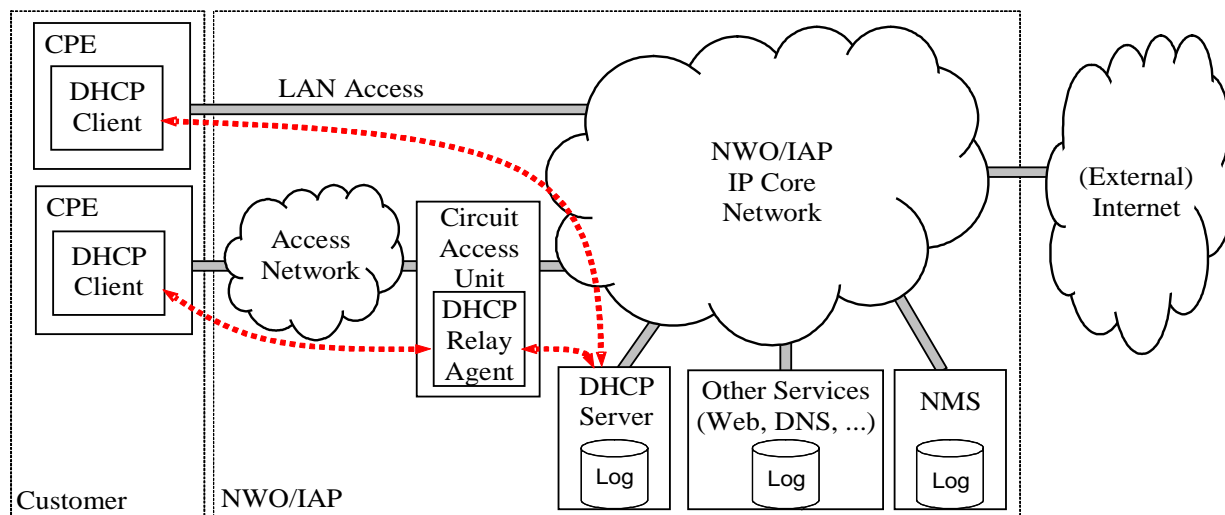 CPE
DHCP
Client
LAN Access
NWO/IAP
IP Core
Network
(External)
Internet
CPE
DHCP
Client
Access
Network
Circuit
Access
Unit
DHCP
Relay
Agent
DHCP
Server
Log
Other Services
(Web, DNS, ...)
Log
NMS
Log
Customer
NWO/IAP